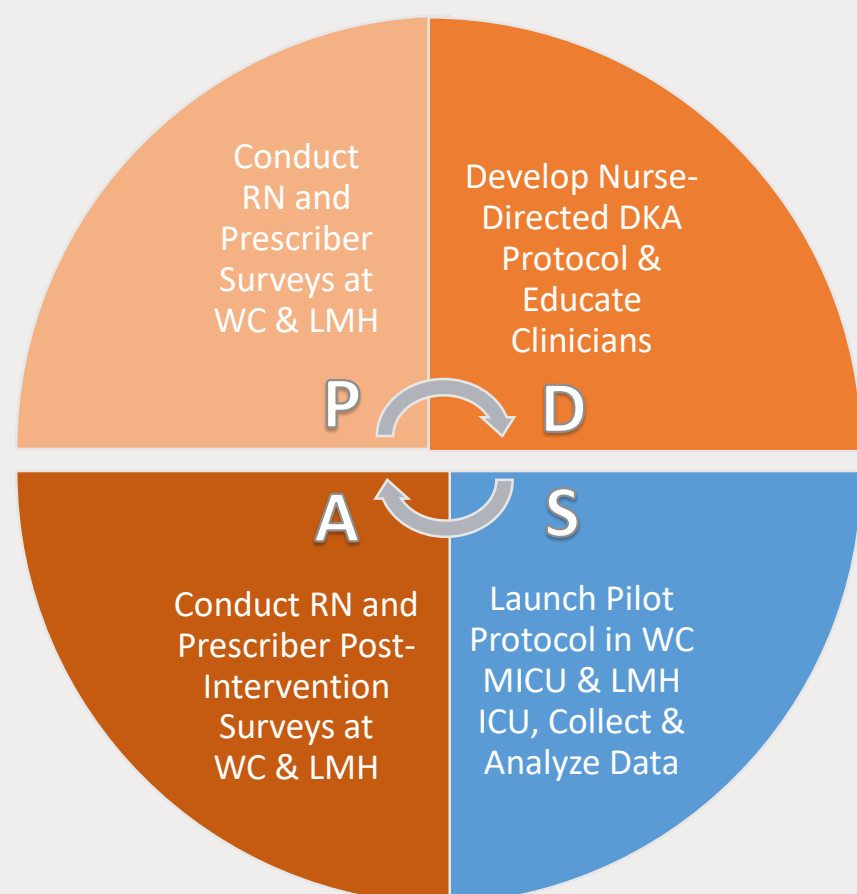 Conduct
RN and
Prescriber
Surveys at
WC & LMH
P
Develop Nurse-
Directed DKA
Protocol &
Educate
Clinicians
D
A
Conduct RN and
Prescriber Post-
Intervention
Surveys at
WC & LMH
S
Launch Pilot
Protocol in WC
MICU & LMH
ICU, Collect &
Analyze Data